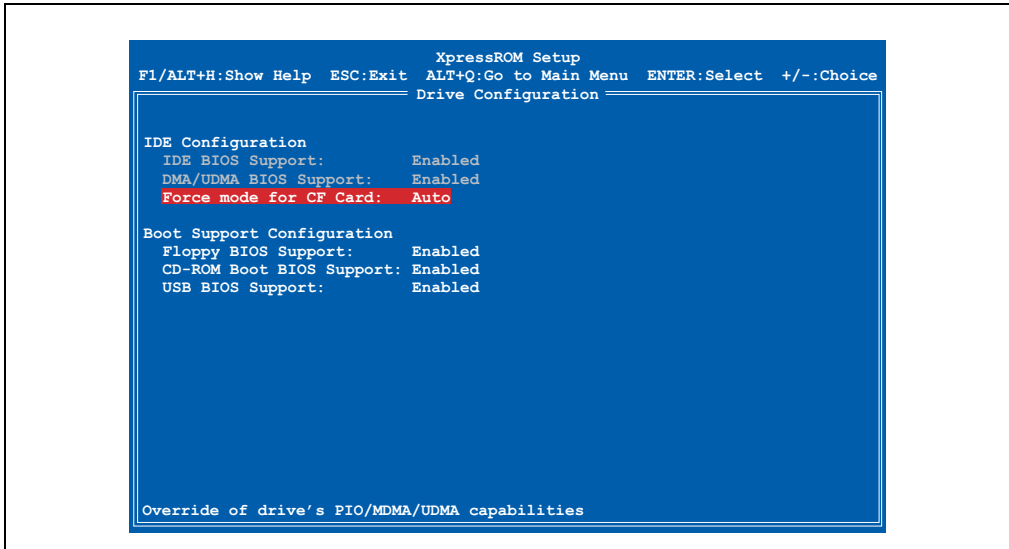 XpressROM Setup
F1/ALT+H:Show Help ESC:Exit ALT+Q:Go to Main Menu ENTER:Select +/-:Choice
Drive Configuration
IDE Configuration
IDE BIOS Support: Enabled
DMA/UDMA BIOS Support: Enabled
Force mode for CF Card: Auto
Boot Support Configuration
Floppy BIOS Support: Enabled
CD-ROM Boot BIOS Support: Enabled
USB BIOS Support: Enabled
Override of drive's PIO/MDMA/UDMA capabilities